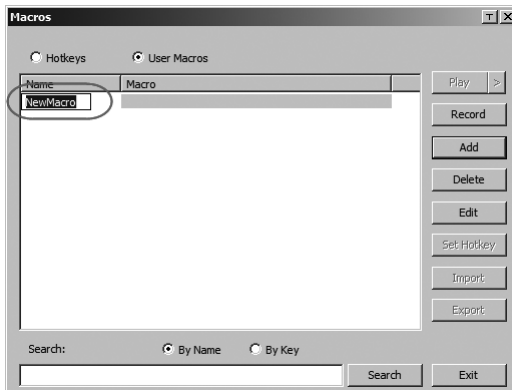 Macros
T X
Hotkeys User Macros
Name Macro
NewMacro
Play >
Record
Add
Delete
Edit
Set Hotkey
Import
Export
Search: By Name By Key
Search Exit